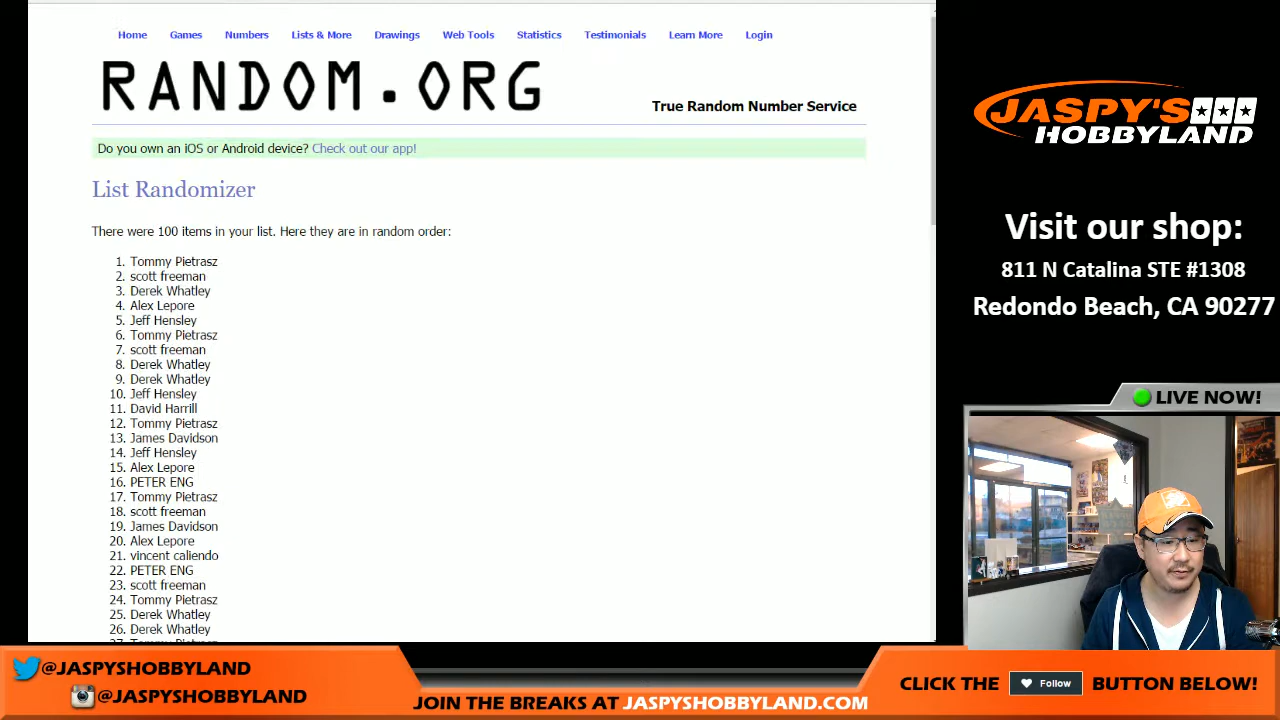 Home Games Numbers Lists & More Drawings Web Tools Statistics Testimonials Learn More Login
RANDOM.ORG
True Random Number Service
Do you own an iOS or Android device? Check out our app!
List Randomizer
There were 100 items in your list. Here they are in random order:
1. Tommy Pietrasz
2. scott freeman
3. Derek Whatley
4. Alex Lepore
5. Jeff Hensley
6. Tommy Pietrasz
7. scott freeman
8. Derek Whatley
9. Derek Whatley
10. Jeff Hensley
11. David Harrill
12. Tommy Pietrasz
13. James Davidson
14. Jeff Hensley
15. Alex Lepore
16. PETER ENG
17. Tommy Pietrasz
18. scott freeman
19. James Davidson
20. Alex Lepore
21. vincent caliendo
22. PETER ENG
23. scott freeman
24. Tommy Pietrasz
25. Derek Whatley
26. Derek Whatley
JASPY'S
HOBBYLAND
Visit our shop:
811 N Catalina STE #1308
Redondo Beach, CA 90277
LIVE NOW!
@JASPYSHOBBYLAND
@JASPYSHOBBYLAND
JOIN THE BREAKS AT JASPYSHOBBYLAND.COM
CLICK THE Follow BUTTON BELOW!